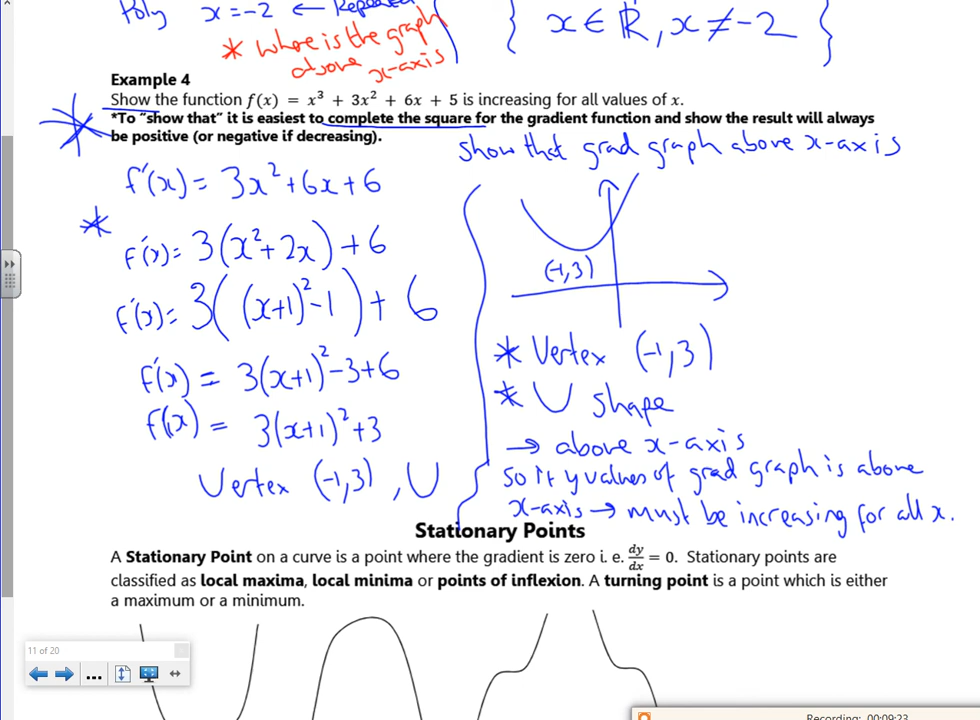 Poly x = -2 ← Repeated
{ x ∈ ℝ, x ≠ -2 }
* where is the graph
above x-axis
Example 4
Show the function f(x) = x³ + 3x² + 6x + 5 is increasing for all values of x.
*To "show that" it is easiest to complete the square for the gradient function and show the result will always
be positive (or negative if decreasing).
show that grad graph above x-axis
f'(x) = 3x² + 6x + 6
*
f'(x) = 3(x² + 2x) + 6
f'(x) = 3((x+1)² - 1) + 6
f'(x) = 3(x+1)² - 3 + 6
f'(x) = 3(x+1)² + 3
Vertex (-1,3), U
(-1,3)
* Vertex (-1,3)
* U shape
→ above x-axis
So if y values of grad graph is above
x-axis → must be increasing for all x.
Stationary Points
A Stationary Point on a curve is a point where the gradient is zero i. e. dy/dx = 0. Stationary points are
classified as local maxima, local minima or points of inflexion. A turning point is a point which is either
a maximum or a minimum.
11 of 20
...
Recording: 00:09:23